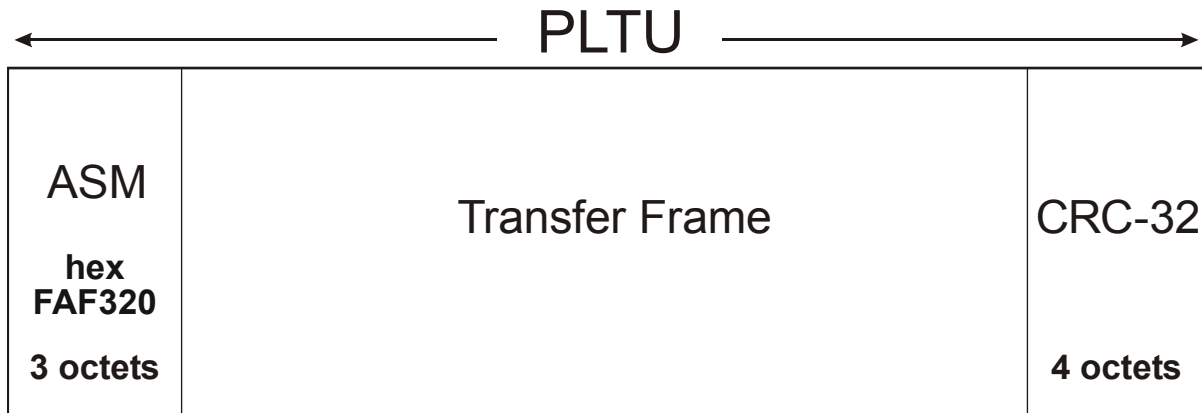 PLTU
ASM
hex
FAF320
3 octets
Transfer Frame
CRC-32
4 octets